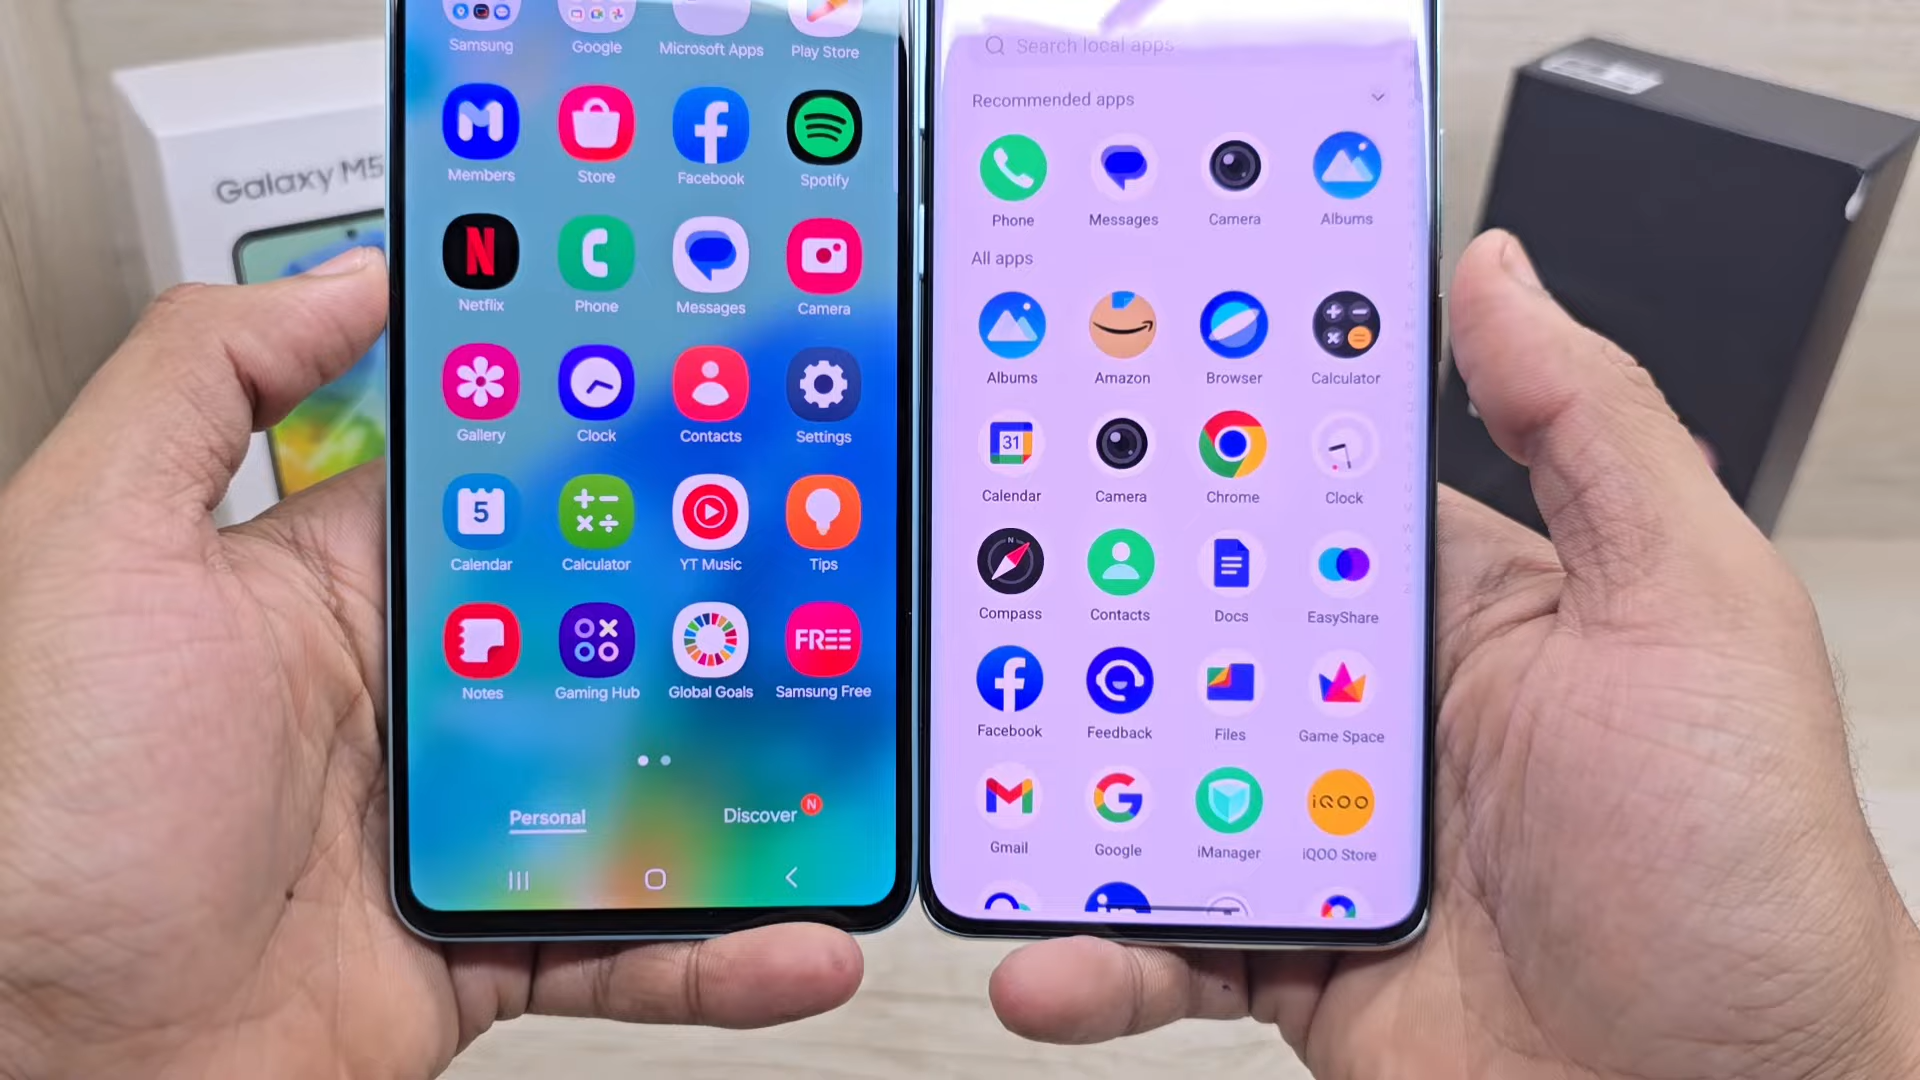 Galaxy M5
Samsung
Google
Microsoft Apps
Play Store
Members
Store
Facebook
Spotify
N
Netflix
Phone
Messages
Camera
Gallery
Clock
Contacts
Settings
5
Calendar
Calculator
YT Music
Tips
FREE
Notes
Gaming Hub
Global Goals
Samsung Free
Personal
Discover
N
Search local apps
Recommended apps
Phone
Messages
Camera
Albums
All apps
Albums
Amazon
Browser
Calculator
31
Calendar
Camera
Chrome
Clock
N
Compass
Contacts
Docs
EasyShare
Facebook
Feedback
Files
Game Space
iQOO
Gmail
Google
iManager
iQOO Store